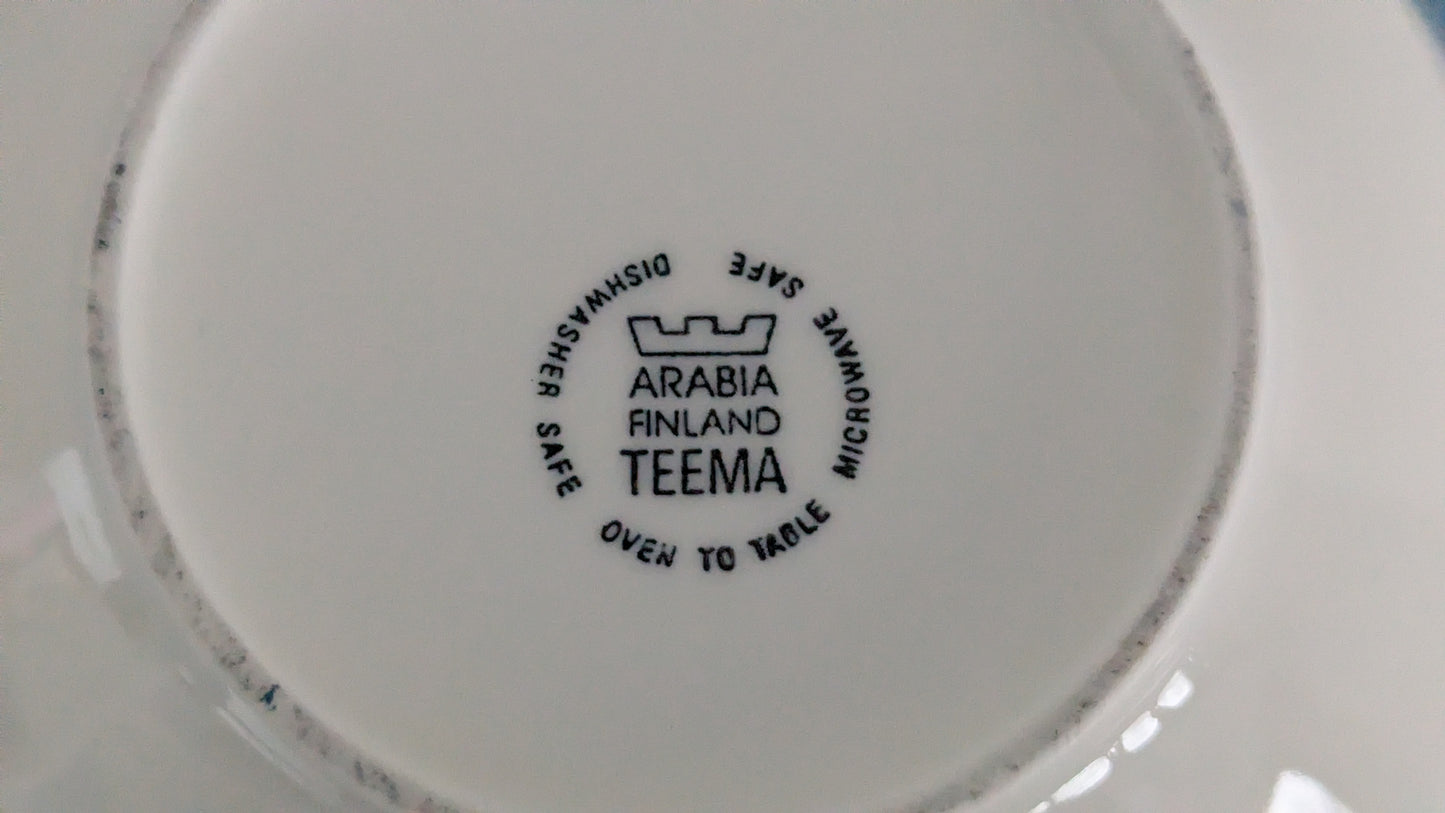 ARABIA
FINLAND
TEEMA
DISHWASHER SAFE OVEN TO TABLE MICROWAVE SAFE